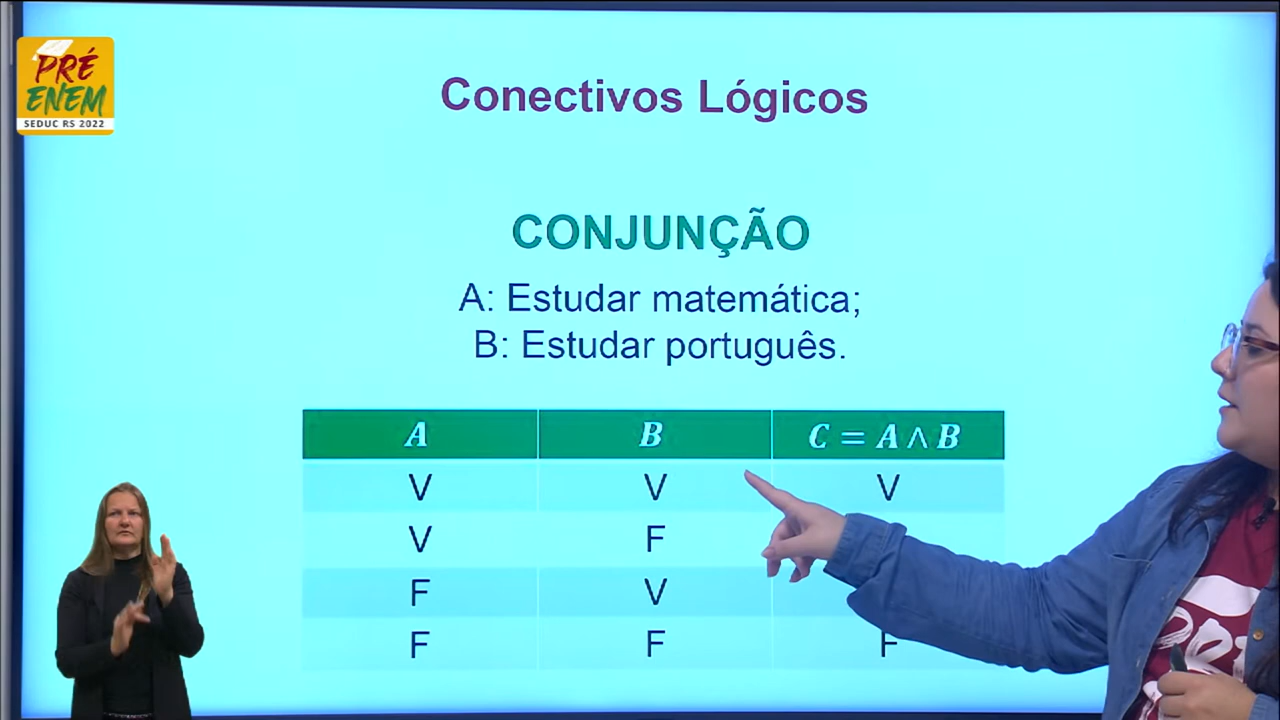 PRÉ
ENEM
SEDUC RS 2022
Conectivos Lógicos
CONJUNÇÃO
A: Estudar matemática;
B: Estudar português.
A B C = A ∧ B
V V V
V F
F V
F F F